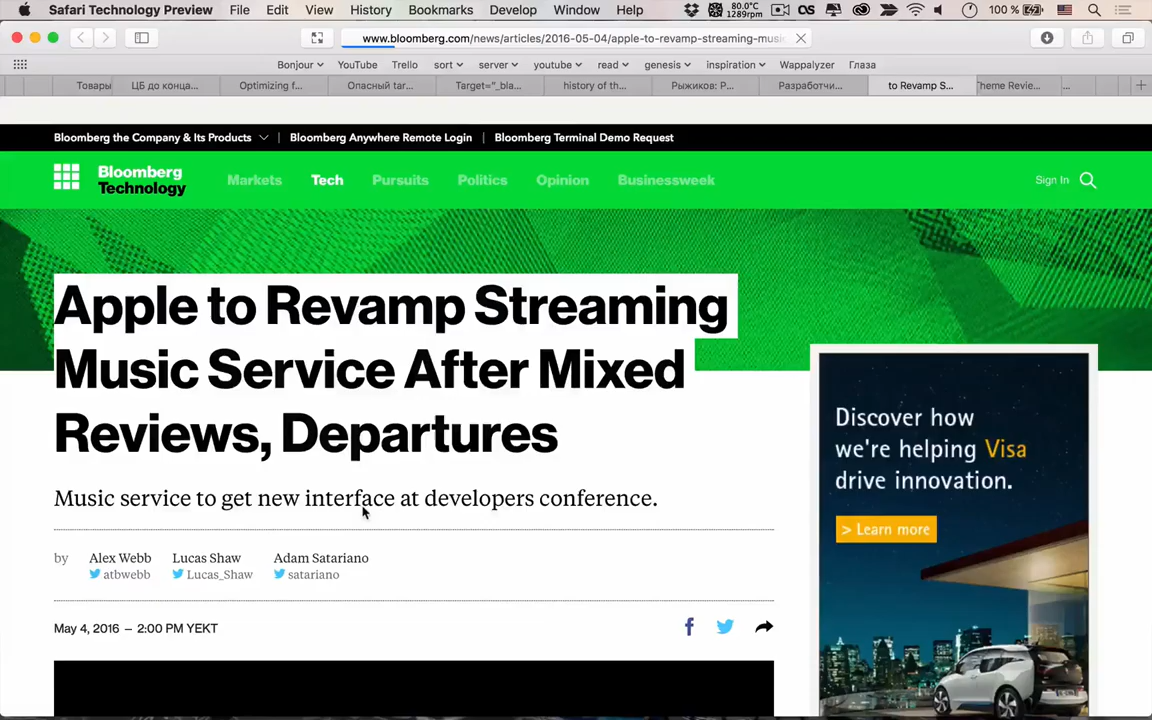 Safari Technology Preview File Edit View History Bookmarks Develop Window Help 80.0°C 1289rpm 100 %
www.bloomberg.com/news/articles/2016-05-04/apple-to-revamp-streaming-musi
Bonjour YouTube Trello sort server youtube read genesis inspiration Wappalyzer Глаза
Товары ЦБ до конца... Optimizing f... Опасный tar... Target="_bla... history of th... Рыжиков: Р... Разработчи... to Revamp S... heme Revie... ...
Bloomberg the Company & Its Products | Bloomberg Anywhere Remote Login | Bloomberg Terminal Demo Request
Bloomberg
Technology
Markets Tech Pursuits Politics Opinion Businessweek Sign In
Apple to Revamp Streaming
Music Service After Mixed
Reviews, Departures
Music service to get new interface at developers conference.
by Alex Webb Lucas Shaw Adam Satariano
atbwebb Lucas_Shaw satariano
May 4, 2016 – 2:00 PM YEKT
Discover how
we're helping Visa
drive innovation.
> Learn more